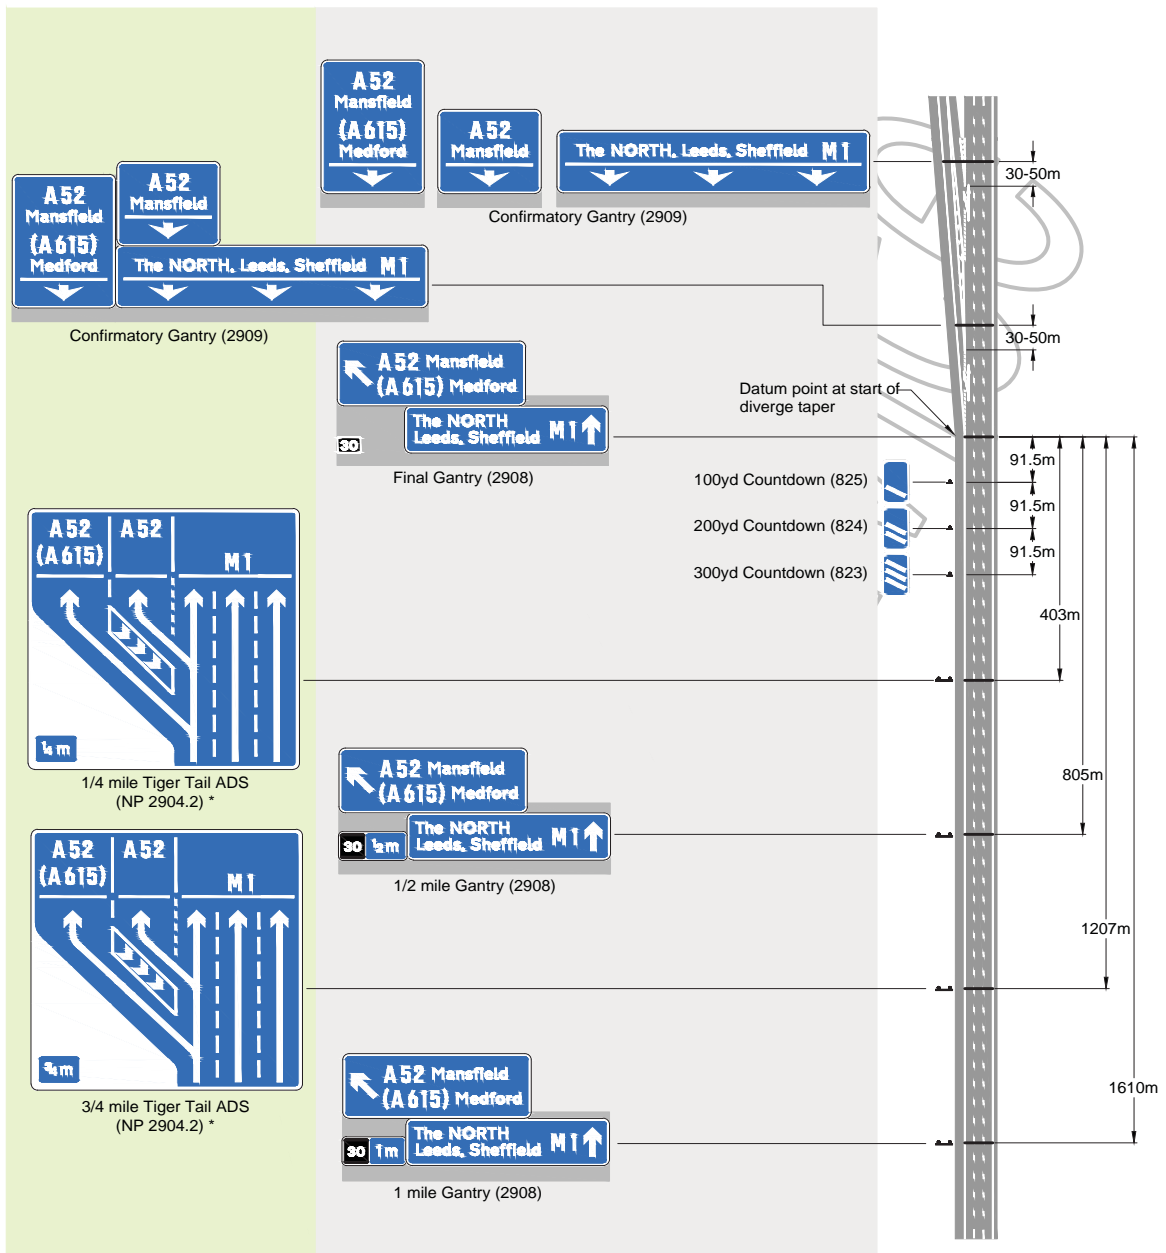 A52
Mansfield
(A615)
Medford
A52
Mansfield
The NORTH, Leeds, Sheffield M1
Confirmatory Gantry (2909)
30-50m
A52
Mansfield
(A615)
Medford
A52
Mansfield
The NORTH, Leeds, Sheffield M1
Confirmatory Gantry (2909)
30-50m
A52 Mansfield
(A615) Medford
The NORTH
Leeds, Sheffield M1
30
Final Gantry (2908)
Datum point at start of
diverge taper
91.5m
100yd Countdown (825)
91.5m
200yd Countdown (824)
91.5m
300yd Countdown (823)
A52
(A615)
A52
M1
1/4 m
1/4 mile Tiger Tail ADS
(NP 2904.2) *
403m
A52 Mansfield
(A615) Medford
The NORTH
Leeds, Sheffield M1
30 1/2 m
1/2 mile Gantry (2908)
805m
A52
(A615)
A52
M1
3/4 m
3/4 mile Tiger Tail ADS
(NP 2904.2) *
1207m
A52 Mansfield
(A615) Medford
The NORTH
Leeds, Sheffield M1
30 1m
1 mile Gantry (2908)
1610m